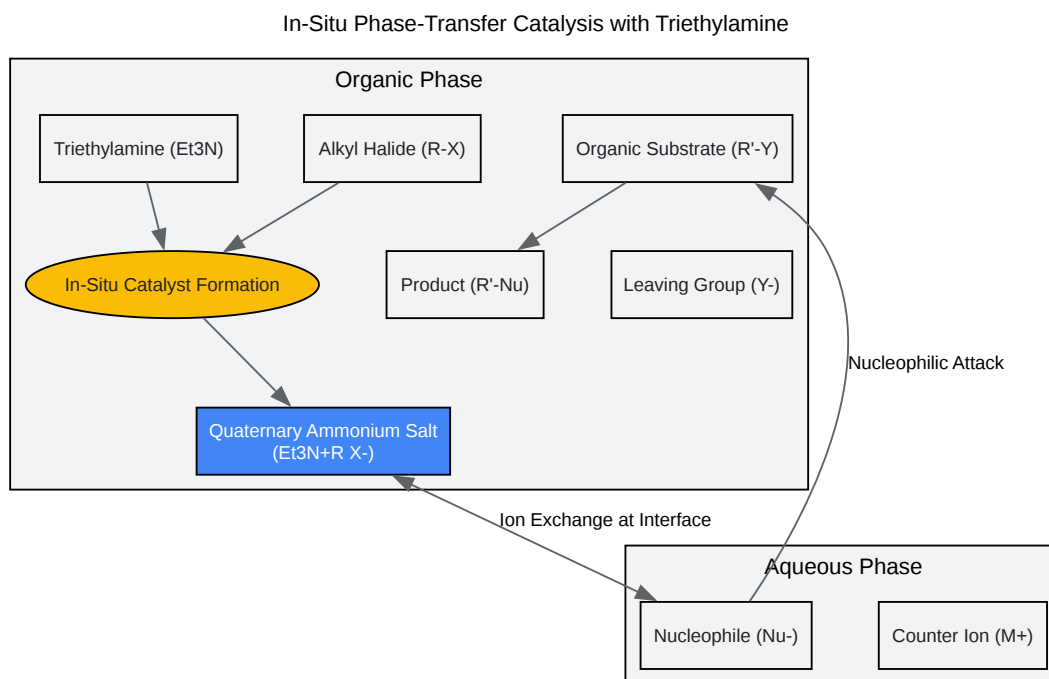 In-Situ Phase-Transfer Catalysis with Triethylamine
Organic Phase
Triethylamine (Et3N)
Alkyl Halide (R-X)
Organic Substrate (R'-Y)
In-Situ Catalyst Formation
Product (R'-Nu)
Leaving Group (Y-)
Nucleophilic Attack
Quaternary Ammonium Salt
(Et3N+R X-)
Ion Exchange at Interface
Aqueous Phase
Nucleophile (Nu-)
Counter Ion (M+)